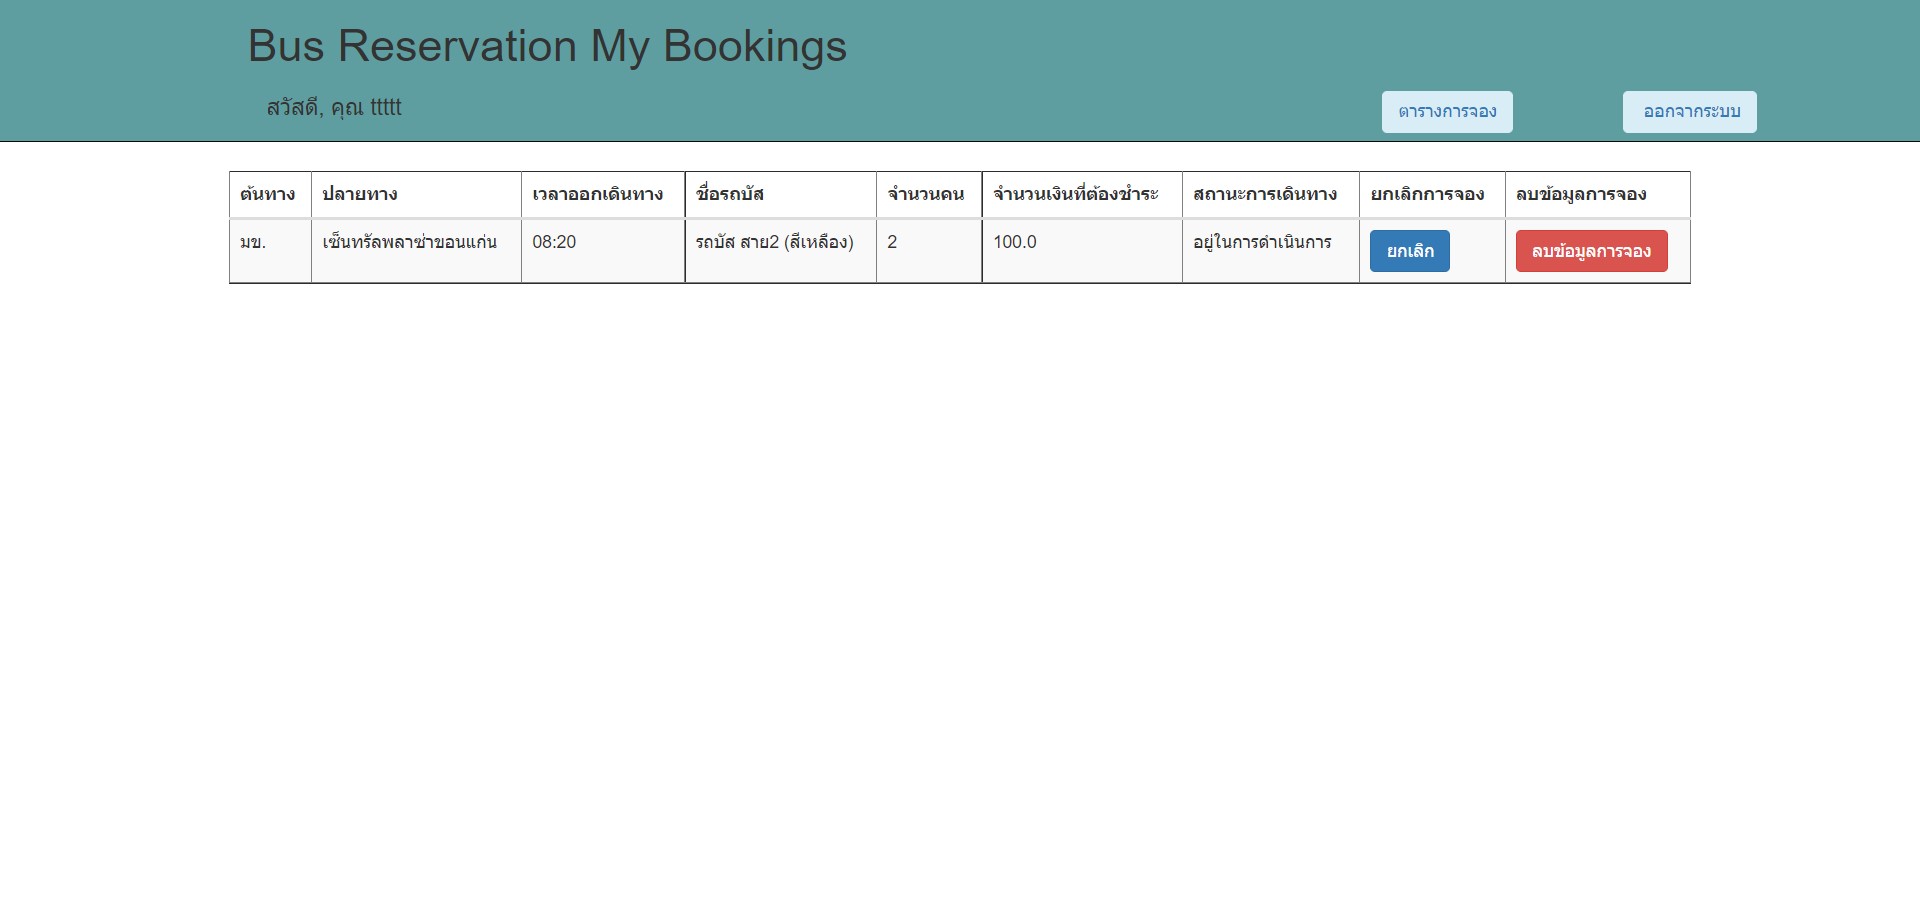 Bus Reservation My Bookings
สวัสดี, คุณ ttttt
ตารางการจอง ออกจากระบบ
ต้นทาง ปลายทาง เวลาออกเดินทาง ชื่อรถบัส จำนวนคน จำนวนเงินที่ต้องชำระ สถานะการเดินทาง ยกเลิกการจอง ลบข้อมูลการจอง
มข. เซ็นทรัลพลาซ่าขอนแก่น 08:20 รถบัส สาย2 (สีเหลือง) 2 100.0 อยู่ในการดำเนินการ ยกเลิก ลบข้อมูลการจอง